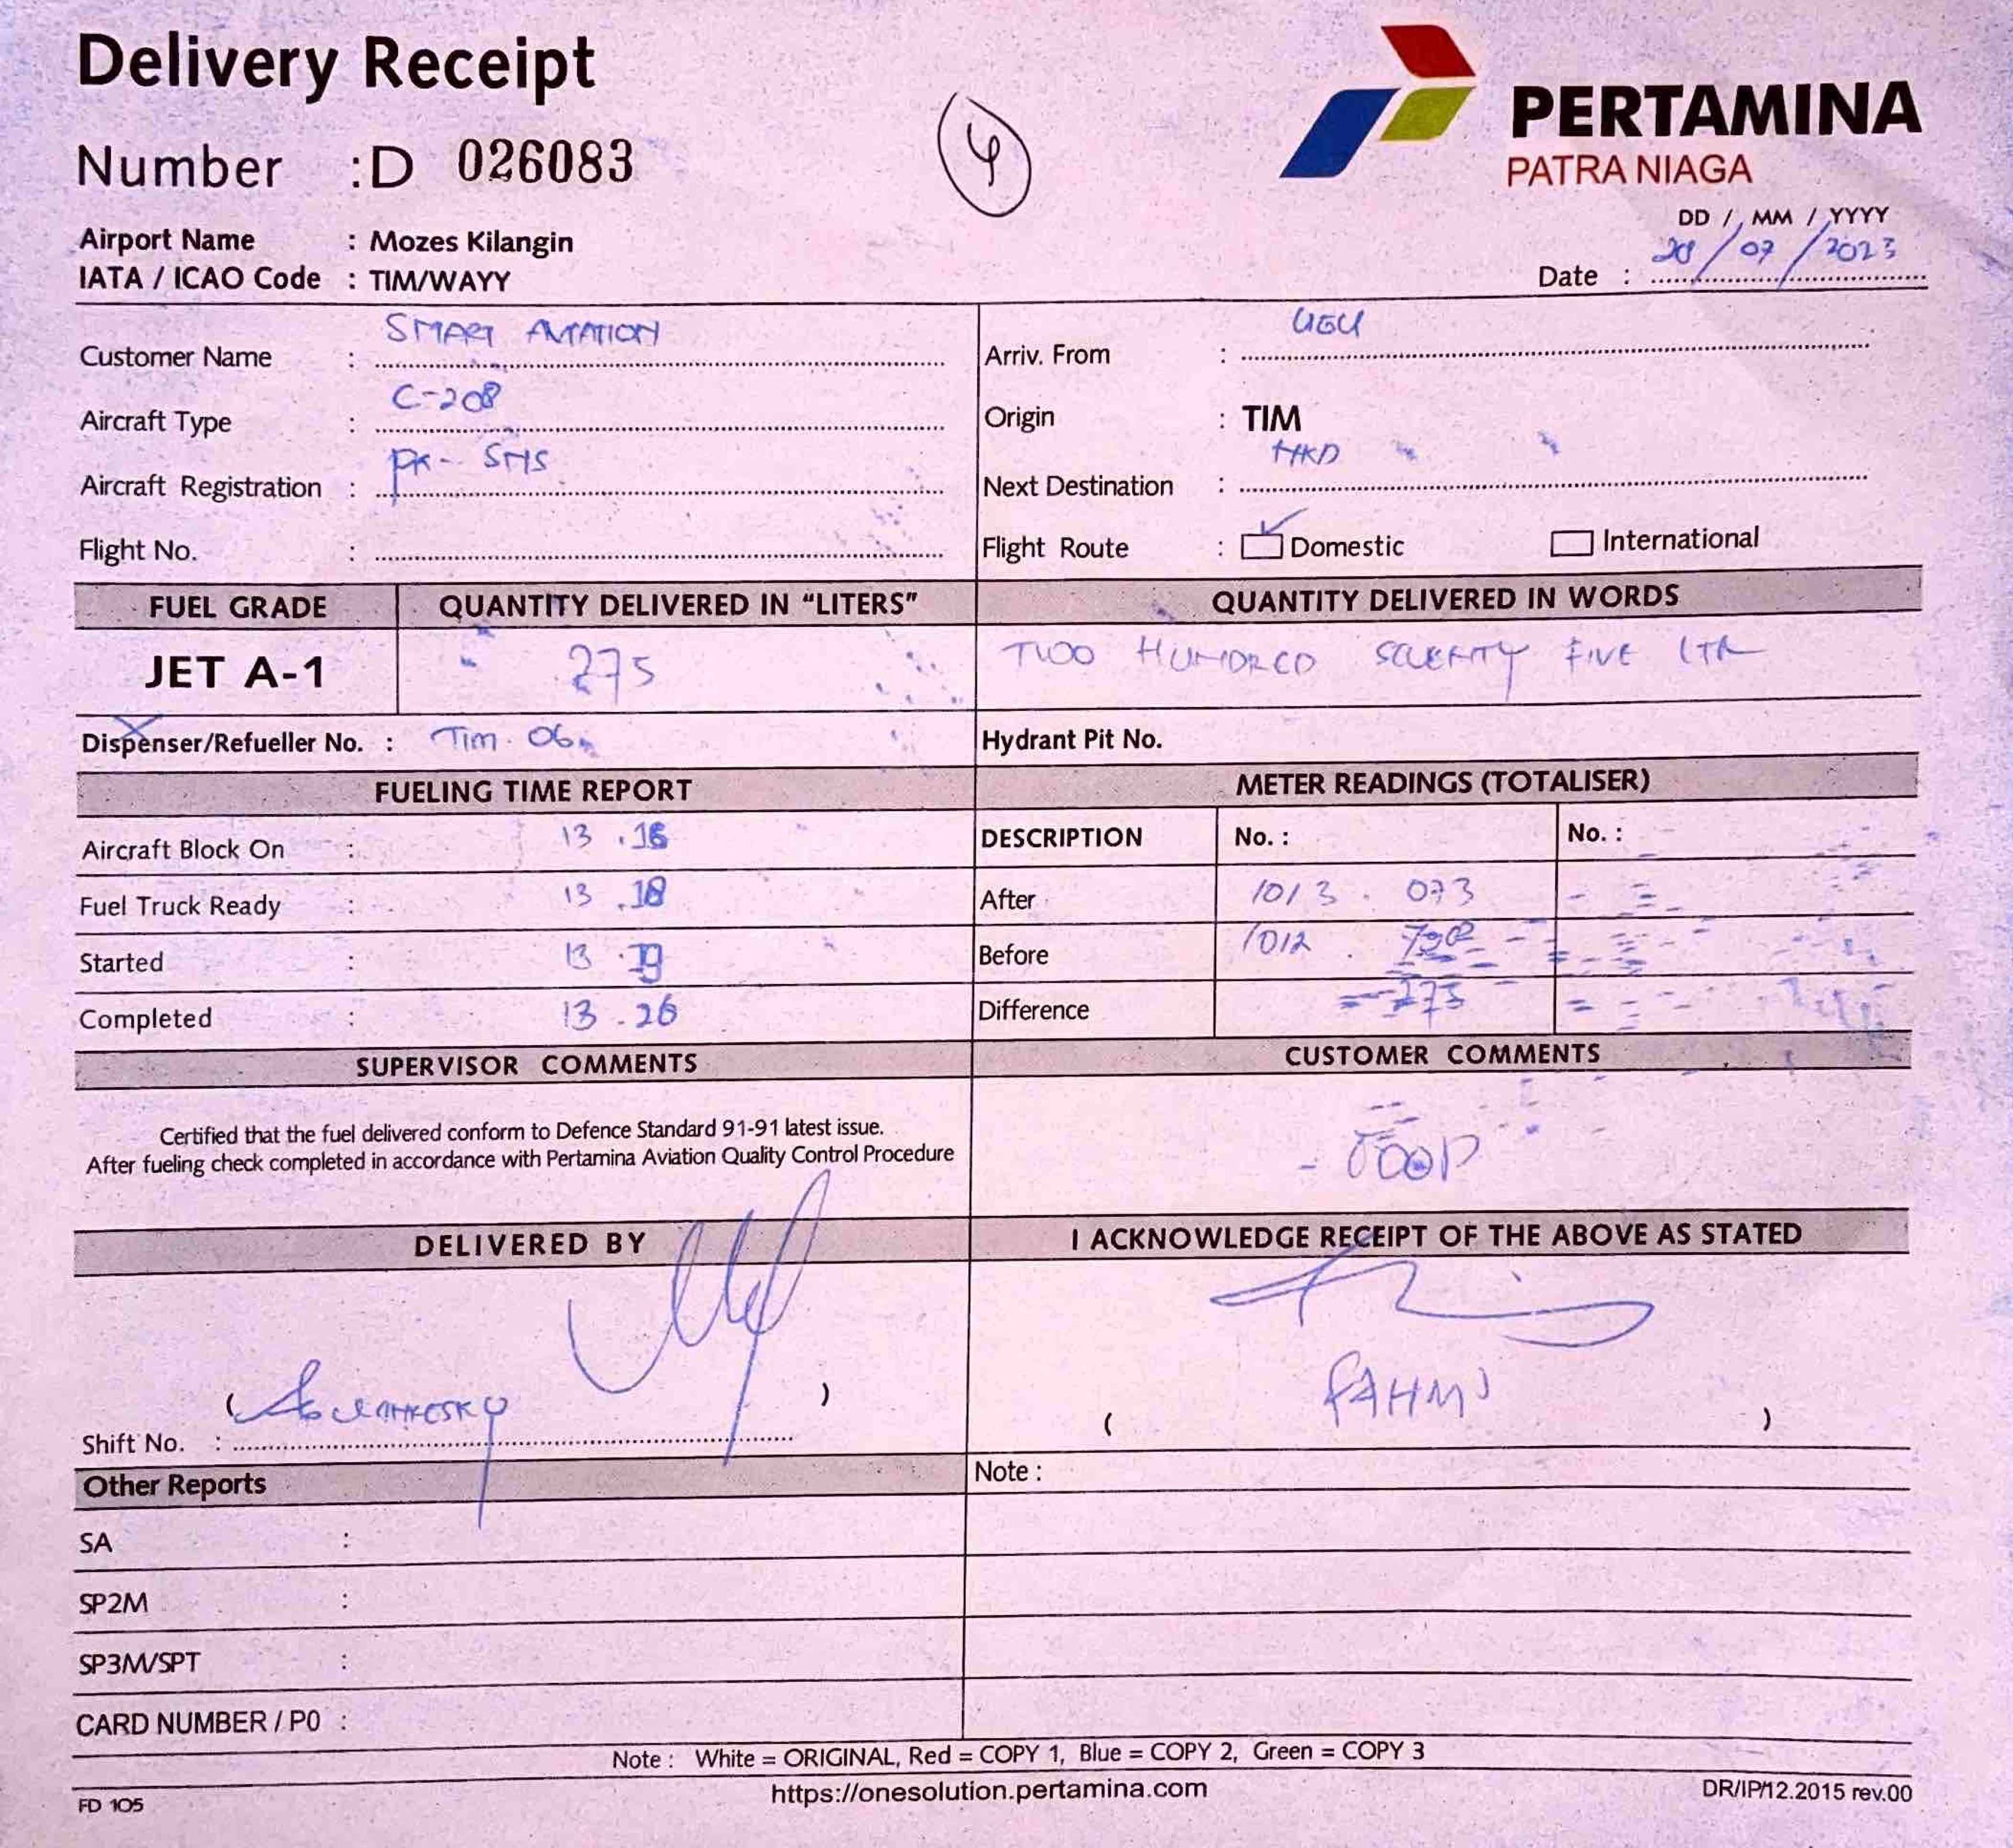 Delivery Receipt
Number :D 026083
4
PERTAMINA
PATRA NIAGA
Airport Name : Mozes Kilangin
IATA / ICAO Code : TIM/WAYY
DD / MM / YYYY
Date : 28/07/2023
Customer Name : SMART AVIATION
Aircraft Type : C-208
Aircraft Registration : PK-SMS
Flight No. :
Arriv. From : UGU
Origin : TIM
Next Destination :
Flight Route : Domestic International
FUEL GRADE QUANTITY DELIVERED IN "LITERS" QUANTITY DELIVERED IN WORDS
JET A-1 275 TWO HUNDRED SEVENTY FIVE LTR
Dispenser/Refueller No. : Tim. 06 Hydrant Pit No.
FUELING TIME REPORT
Aircraft Block On : 13.16
Fuel Truck Ready : 13.18
Started : 13.19
Completed : 13.26
METER READINGS (TOTALISER)
DESCRIPTION No. : No. :
After 1013.073
Before 1012.
Difference
SUPERVISOR COMMENTS
Certified that the fuel delivered conform to Defence Standard 91-91 latest issue.
After fueling check completed in accordance with Pertamina Aviation Quality Control Procedure
CUSTOMER COMMENTS
DELIVERED BY
( )
Shift No. :
I ACKNOWLEDGE RECEIPT OF THE ABOVE AS STATED
( FAHMI )
Other Reports
SA :
SP2M :
SP3M/SPT :
CARD NUMBER / PO :
Note :
Note : White = ORIGINAL, Red = COPY 1, Blue = COPY 2, Green = COPY 3
https://onesolution.pertamina.com
FD 105
DR/IP/12.2015 rev.00